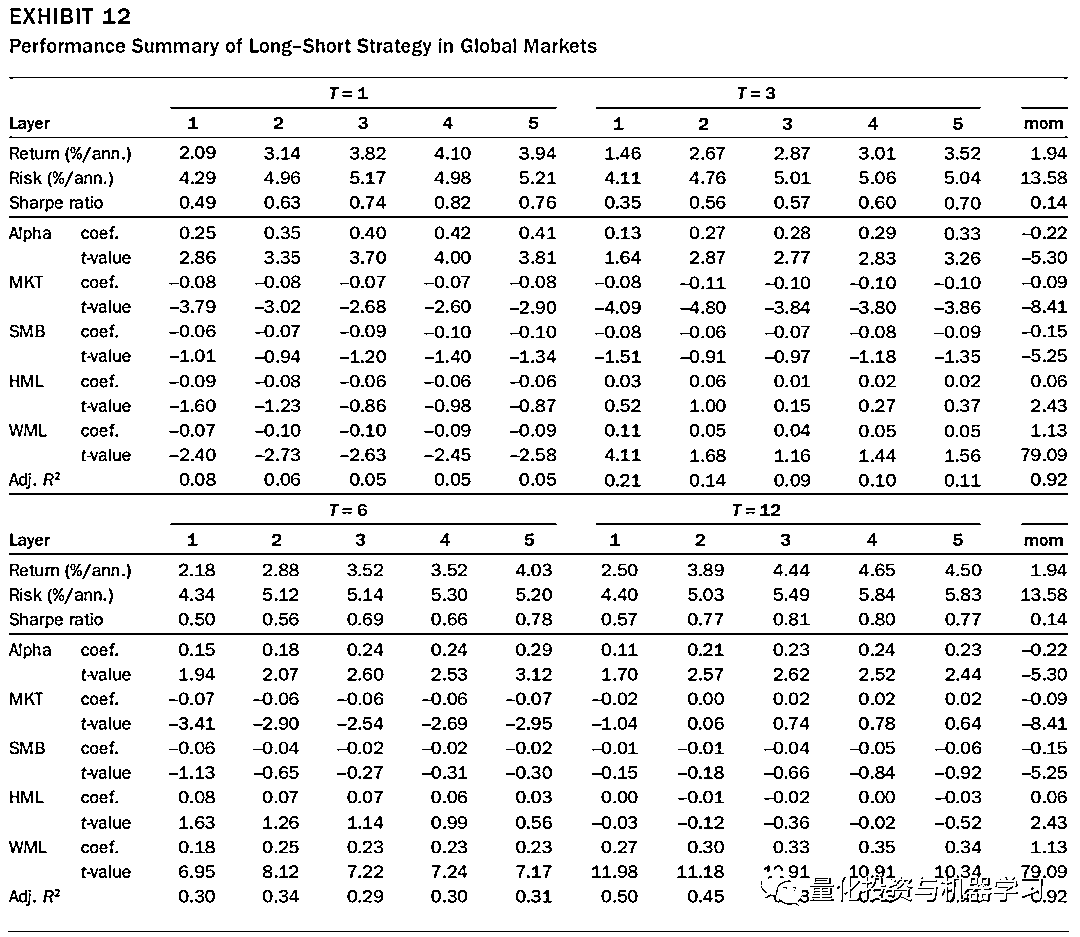 EXHIBIT 12
Performance Summary of Long–Short Strategy in Global Markets
T = 1 T = 3
Layer 1 2 3 4 5 1 2 3 4 5 mom
Return (%/ann.) 2.09 3.14 3.82 4.10 3.94 1.46 2.67 2.87 3.01 3.52 1.94
Risk (%/ann.) 4.29 4.96 5.17 4.98 5.21 4.11 4.76 5.01 5.06 5.04 13.58
Sharpe ratio 0.49 0.63 0.74 0.82 0.76 0.35 0.56 0.57 0.60 0.70 0.14
Alpha coef. 0.25 0.35 0.40 0.42 0.41 0.13 0.27 0.28 0.29 0.33 –0.22
t-value 2.86 3.35 3.70 4.00 3.81 1.64 2.87 2.77 2.83 3.26 –5.30
MKT coef. –0.08 –0.08 –0.07 –0.07 –0.08 –0.08 –0.11 –0.10 –0.10 –0.10 –0.09
t-value –3.79 –3.02 –2.68 –2.60 –2.90 –4.09 –4.80 –3.84 –3.80 –3.86 –8.41
SMB coef. –0.06 –0.07 –0.09 –0.10 –0.10 –0.08 –0.06 –0.07 –0.08 –0.09 –0.15
t-value –1.01 –0.94 –1.20 –1.40 –1.34 –1.51 –0.91 –0.97 –1.18 –1.35 –5.25
HML coef. –0.09 –0.08 –0.06 –0.06 –0.06 0.03 0.06 0.01 0.02 0.02 0.06
t-value –1.60 –1.23 –0.86 –0.98 –0.87 0.52 1.00 0.15 0.27 0.37 2.43
WML coef. –0.07 –0.10 –0.10 –0.09 –0.09 0.11 0.05 0.04 0.05 0.05 1.13
t-value –2.40 –2.73 –2.63 –2.45 –2.58 4.11 1.68 1.16 1.44 1.56 79.09
Adj. R² 0.08 0.06 0.05 0.05 0.05 0.21 0.14 0.09 0.10 0.11 0.92
T = 6 T = 12
Layer 1 2 3 4 5 1 2 3 4 5 mom
Return (%/ann.) 2.18 2.88 3.52 3.52 4.03 2.50 3.89 4.44 4.65 4.50 1.94
Risk (%/ann.) 4.34 5.12 5.14 5.30 5.20 4.40 5.03 5.49 5.84 5.83 13.58
Sharpe ratio 0.50 0.56 0.69 0.66 0.78 0.57 0.77 0.81 0.80 0.77 0.14
Alpha coef. 0.15 0.18 0.24 0.24 0.29 0.11 0.21 0.23 0.24 0.23 –0.22
t-value 1.94 2.07 2.60 2.53 3.12 1.70 2.57 2.62 2.52 2.44 –5.30
MKT coef. –0.07 –0.06 –0.06 –0.06 –0.07 –0.02 0.00 0.02 0.02 0.02 –0.09
t-value –3.41 –2.90 –2.54 –2.69 –2.95 –1.04 0.06 0.74 0.78 0.64 –8.41
SMB coef. –0.06 –0.04 –0.02 –0.02 –0.02 –0.01 –0.01 –0.04 –0.05 –0.06 –0.15
t-value –1.13 –0.65 –0.27 –0.31 –0.30 –0.15 –0.18 –0.66 –0.84 –0.92 –5.25
HML coef. 0.08 0.07 0.07 0.06 0.03 0.00 –0.01 –0.02 0.00 –0.03 0.06
t-value 1.63 1.26 1.14 0.99 0.56 –0.03 –0.12 –0.36 –0.02 –0.52 2.43
WML coef. 0.18 0.25 0.23 0.23 0.23 0.27 0.30 0.33 0.35 0.34 1.13
t-value 6.95 8.12 7.22 7.24 7.17 11.98 11.18 10.91 10.34 79.09
Adj. R² 0.30 0.34 0.29 0.30 0.31 0.50 0.45 0.92
量化投资与机器学习